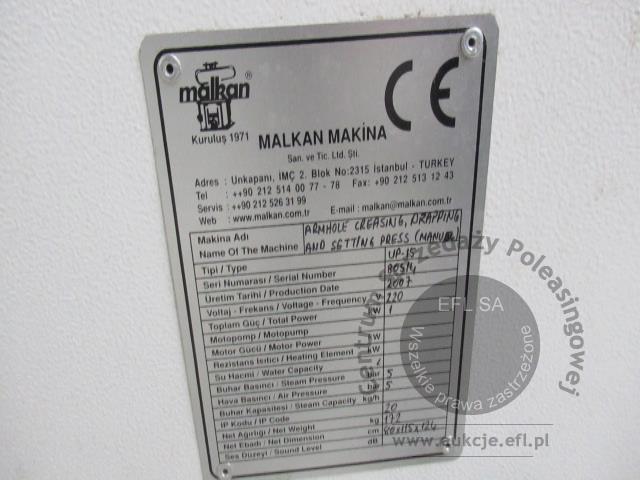 malkan ®
Kuruluş 1971
CE
MALKAN MAKİNA
San. ve Tic. Ltd. Şti.
Adres : Unkapanı, İMÇ 2. Blok No:2315 İstanbul - TURKEY
Tel : ++90 212 514 00 77 - 78 Fax: +90 212 513 12 43
Servis : ++90 212 526 31 99
Web : www.malkan.com.tr E-mail : malkan@malkan.com.tr
Makina Adı
Name Of The Machine
ARMHOLE CREASING, DRAPPING
AND SETTING PRESS (MANUEL)
Tipi / Type UP-15
Seri Numarası / Serial Number 80514
Üretim Tarihi / Production Date 2007
Voltaj - Frekans / Voltage - Frequency V 220
Toplam Güç / Total Power kW 1
Motopomp / Motopump kW
Motor Gücü / Motor Power kW
Rezistans Isıtıcı / Heating Element kW
Su Hacmi / Water Capacity l
Buhar Basıncı / Steam Pressure bar 5
Hava Basıncı / Air Pressure bar 5
Buhar Kapasitesi / Steam Capacity kg/h
IP Kodu / IP Code 20
Net Ağırlığı / Net Weight kg 172
Net Ebadı / Net Dimension cm 80x115x124
Ses Düzeyi / Sound Level dB
centrum Sprzedaży Poleasingowej
EFL SA
Wszelkie prawa zastrzeżone
www.aukcje.efl.pl